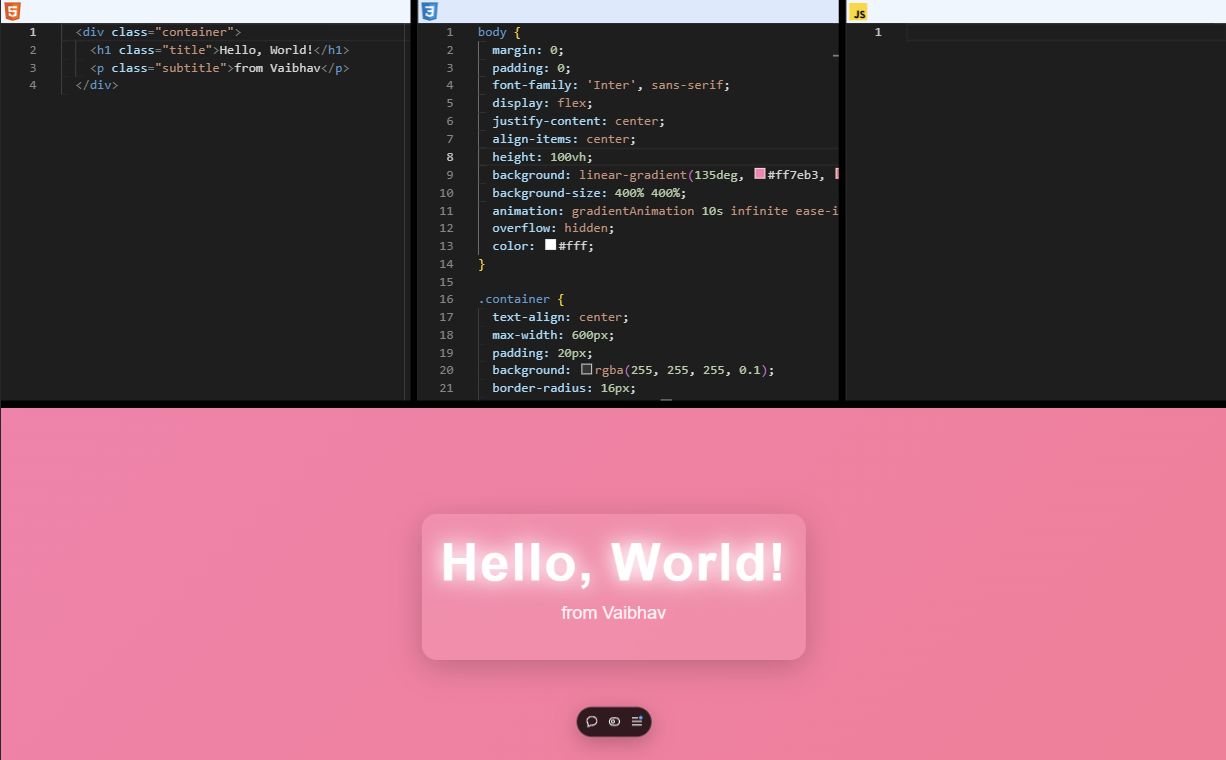 5
1 <div class="container">
2 <h1 class="title">Hello, World!</h1>
3 <p class="subtitle">from Vaibhav</p>
4 </div>
3
1 body {
2 margin: 0;
3 padding: 0;
4 font-family: 'Inter', sans-serif;
5 display: flex;
6 justify-content: center;
7 align-items: center;
8 height: 100vh;
9 background: linear-gradient(135deg, #ff7eb3,
10 background-size: 400% 400%;
11 animation: gradientAnimation 10s infinite ease-i
12 overflow: hidden;
13 color: #fff;
14 }
15
16 .container {
17 text-align: center;
18 max-width: 600px;
19 padding: 20px;
20 background: rgba(255, 255, 255, 0.1);
21 border-radius: 16px;
JS
1
Hello, World!
from Vaibhav